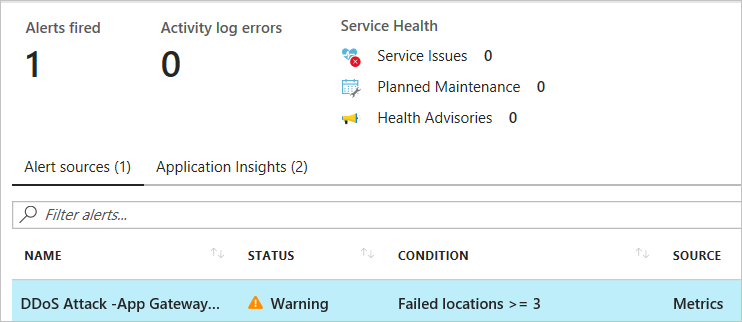 Alerts fired
Activity log errors
Service Health
1
0
Service Issues 0
Planned Maintenance 0
Health Advisories 0
Alert sources (1)
Application Insights (2)
Filter alerts...
NAME STATUS CONDITION SOURCE
DDoS Attack -App Gateway... Warning Failed locations >= 3 Metrics